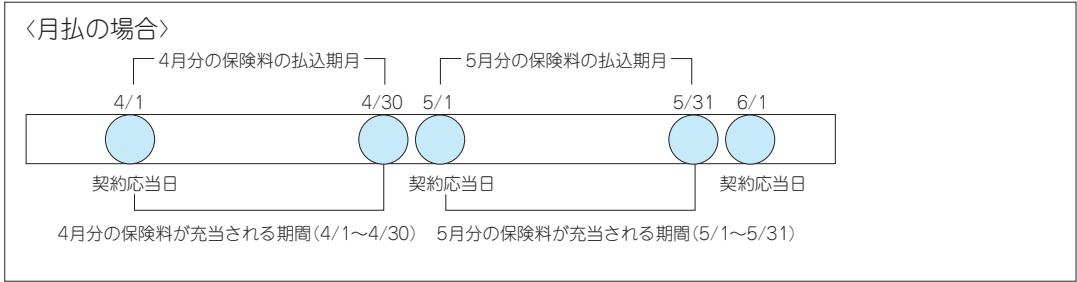 〈月払の場合〉
4月分の保険料の払込期月 5月分の保険料の払込期月
4/1 4/30 5/1 5/31 6/1
契約応当日 契約応当日 契約応当日
4月分の保険料が充当される期間(4/1～4/30) 5月分の保険料が充当される期間(5/1～5/31)